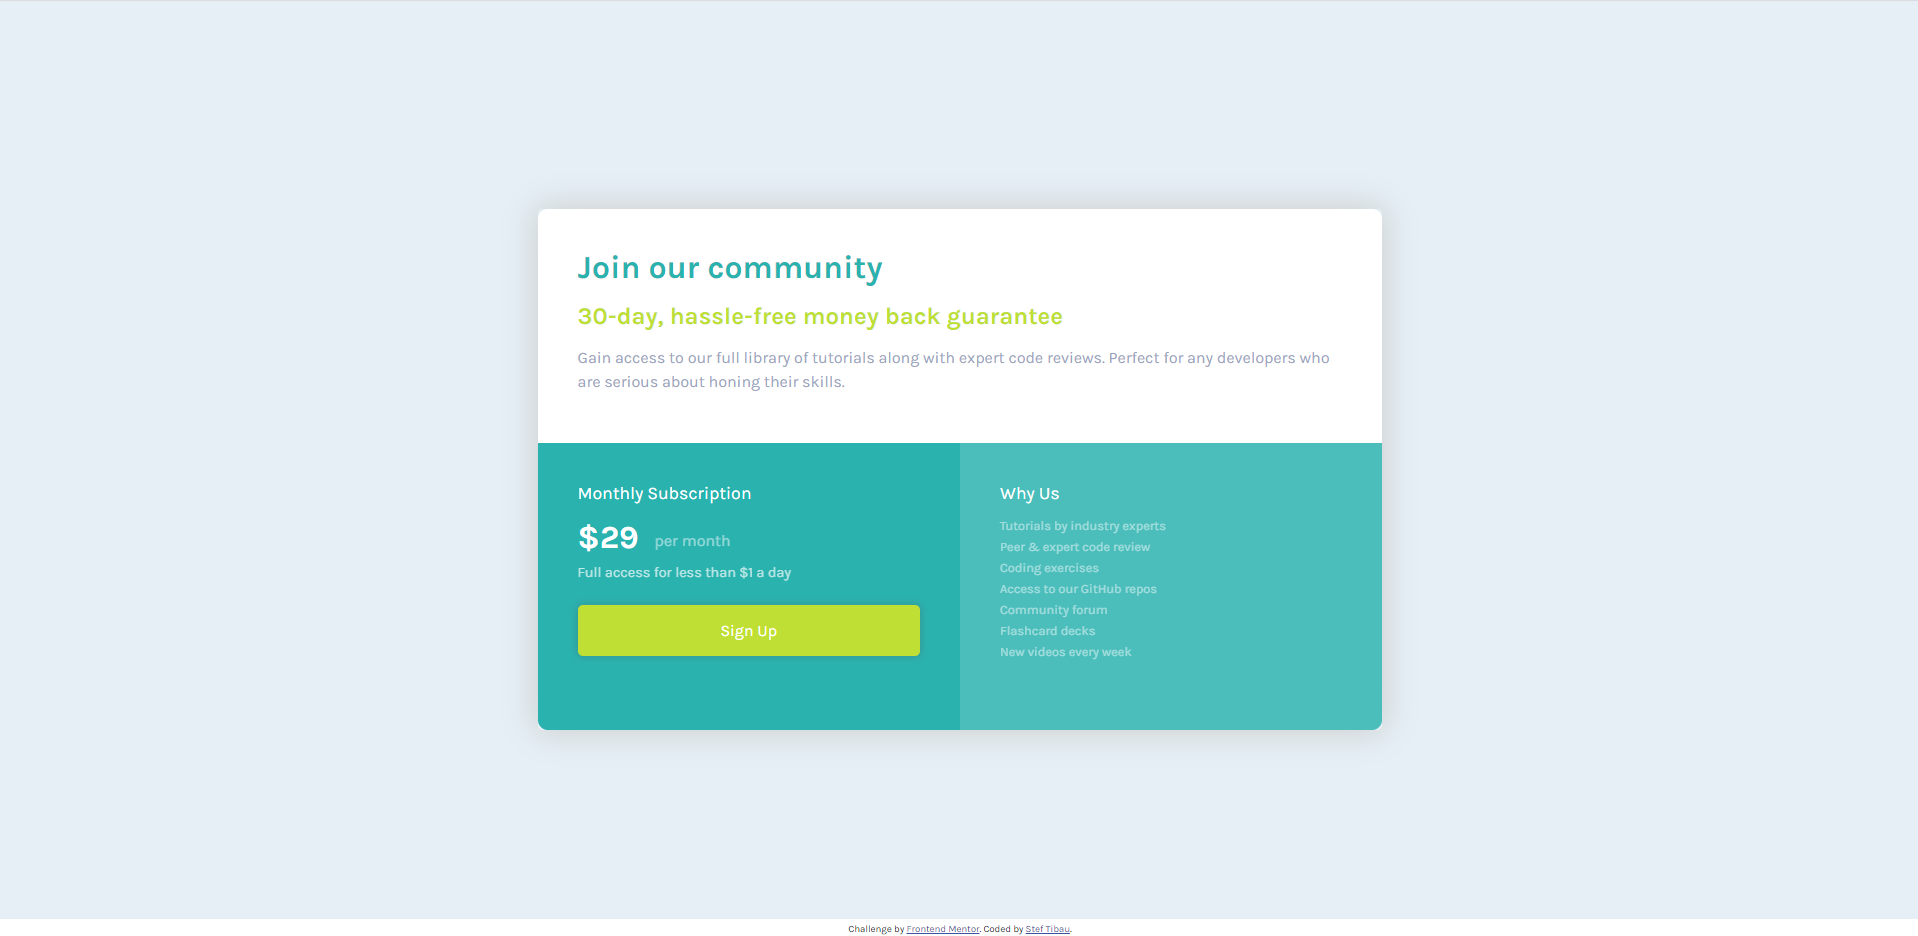 Join our community
30-day, hassle-free money back guarantee
Gain access to our full library of tutorials along with expert code reviews. Perfect for any developers who
are serious about honing their skills.
Monthly Subscription
$29 per month
Full access for less than $1 a day
Sign Up
Why Us
Tutorials by industry experts
Peer & expert code review
Coding exercises
Access to our GitHub repos
Community forum
Flashcard decks
New videos every week
Challenge by Frontend Mentor. Coded by Stef Tibau.